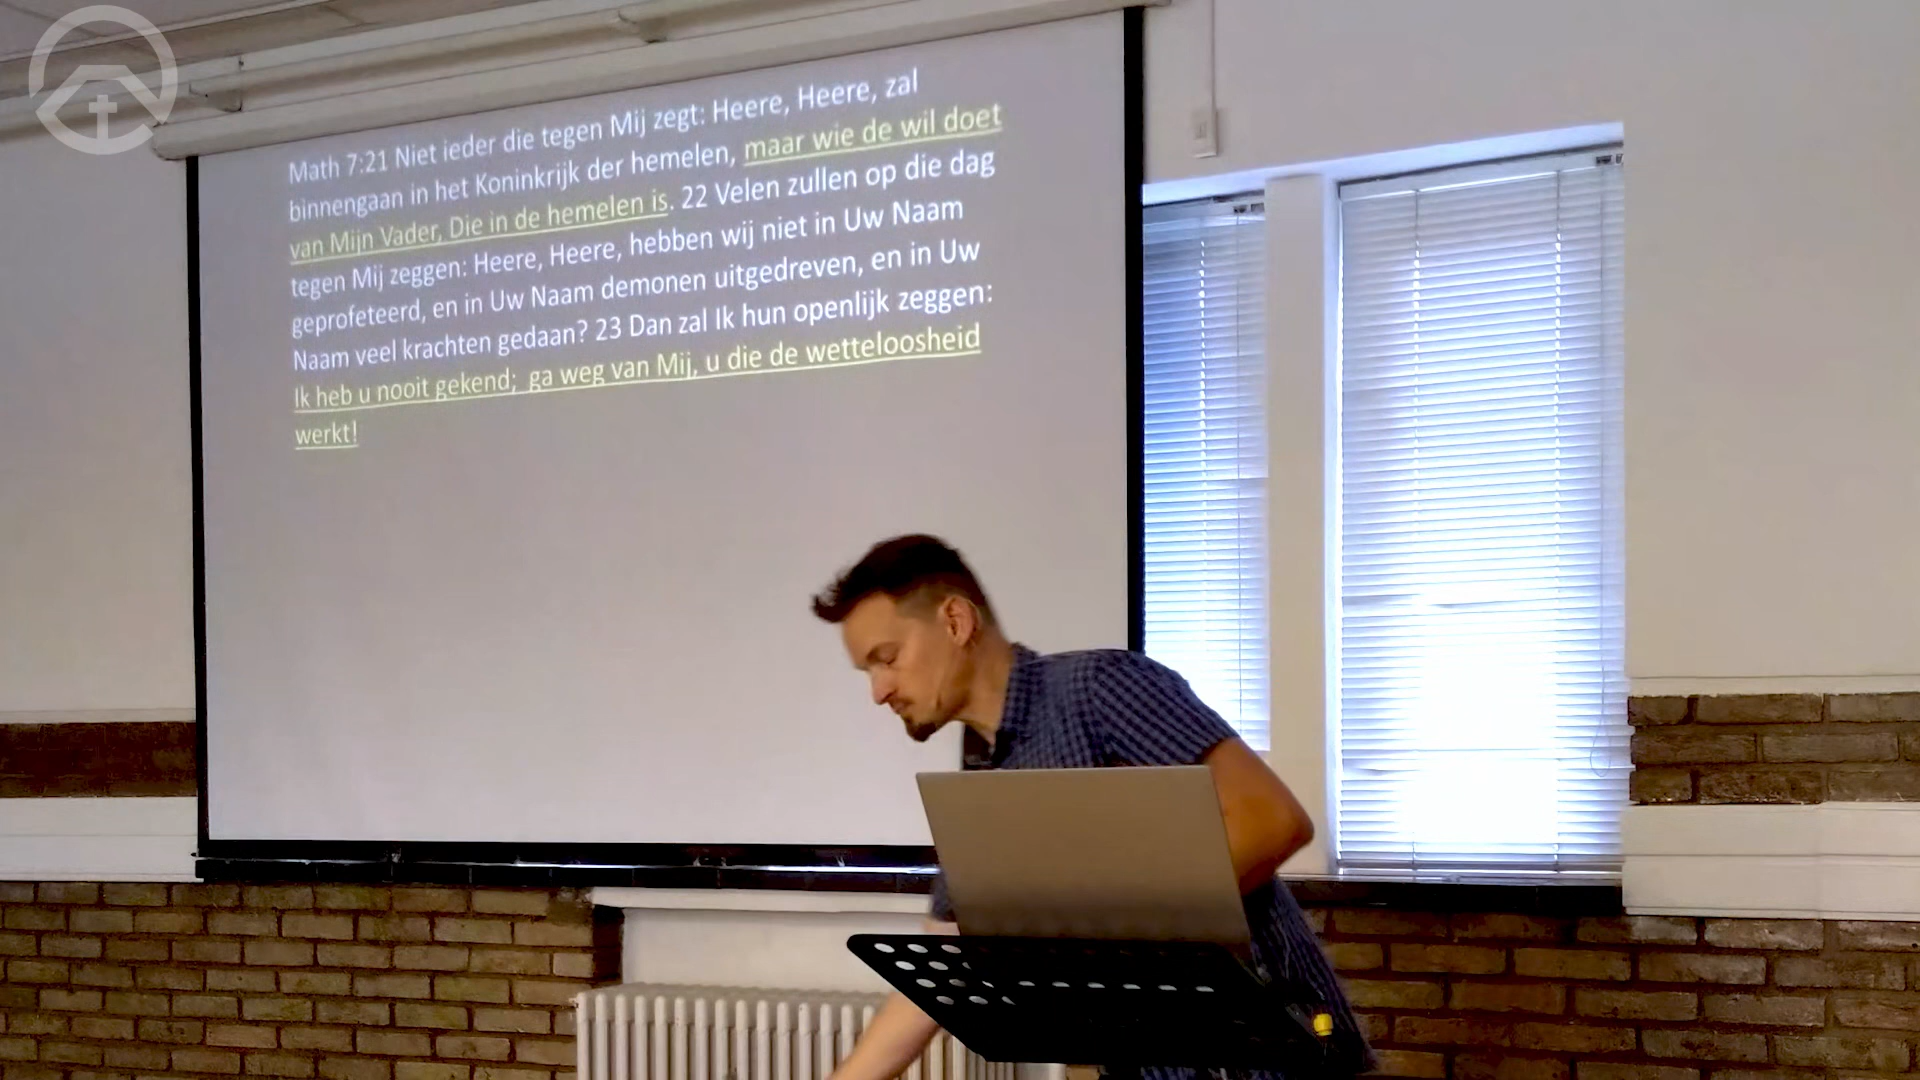 Math 7:21 Niet ieder die tegen Mij zegt: Heere, Heere, zal
binnengaan in het Koninkrijk der hemelen, maar wie de wil doet
van Mijn Vader, Die in de hemelen is. 22 Velen zullen op die dag
tegen Mij zeggen: Heere, Heere, hebben wij niet in Uw Naam
geprofeteerd, en in Uw Naam demonen uitgedreven, en in Uw
Naam veel krachten gedaan? 23 Dan zal Ik hun openlijk zeggen:
Ik heb u nooit gekend; ga weg van Mij, u die de wetteloosheid
werkt!